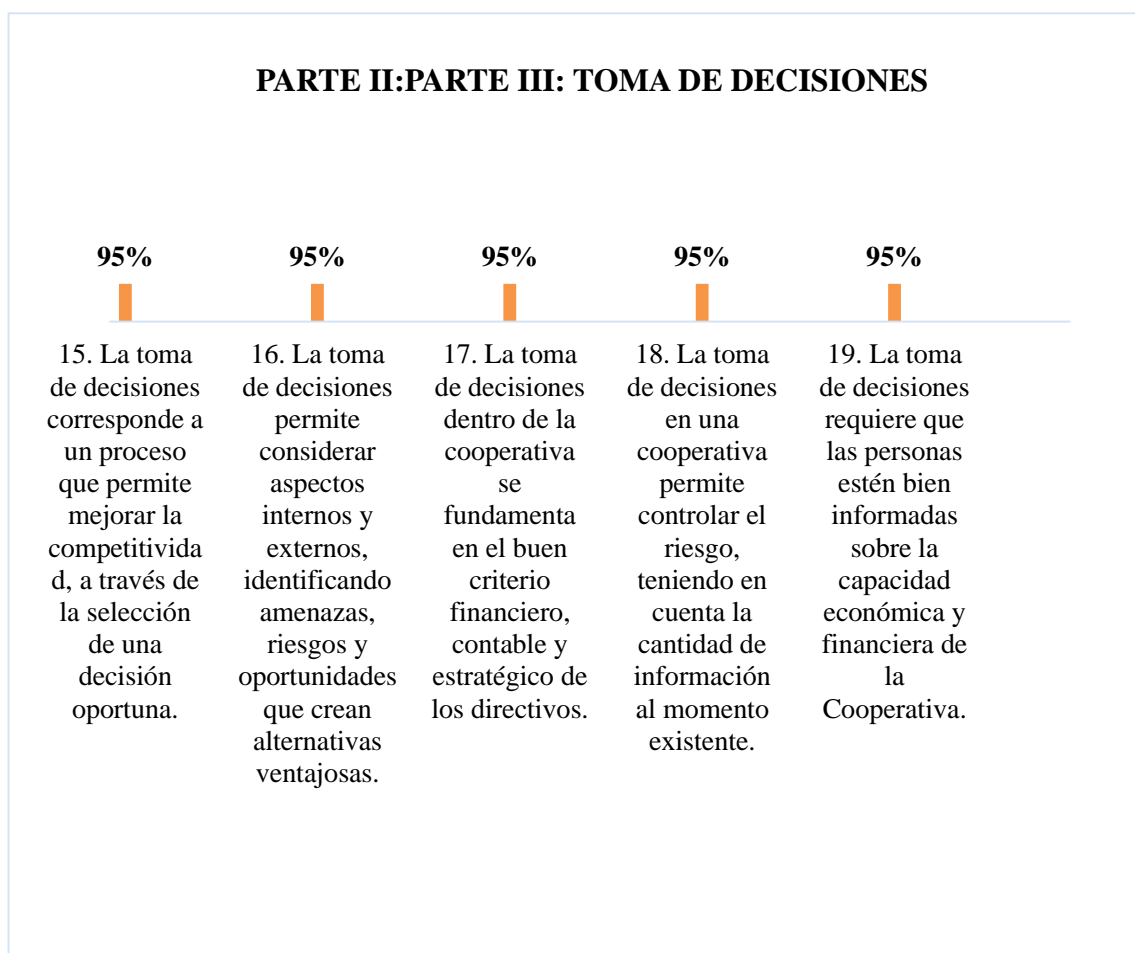 PARTE II:PARTE III: TOMA DE DECISIONES
95%
95%
95%
95%
95%
15. La toma
de decisiones
corresponde a
un proceso
que permite
mejorar la
competitivida
d, a través de
la selección
de una
decisión
oportuna.
16. La toma
de decisiones
permite
considerar
aspectos
internos y
externos,
identificando
amenazas,
riesgos y
oportunidades
que crean
alternativas
ventajosas.
17. La toma
de decisiones
dentro de la
cooperativa
se
fundamenta
en el buen
criterio
financiero,
contable y
estratégico de
los directivos.
18. La toma
de decisiones
en una
cooperativa
permite
controlar el
riesgo,
teniendo en
cuenta la
cantidad de
información
al momento
existente.
19. La toma
de decisiones
requiere que
las personas
estén bien
informadas
sobre la
capacidad
económica y
financiera de
la
Cooperativa.